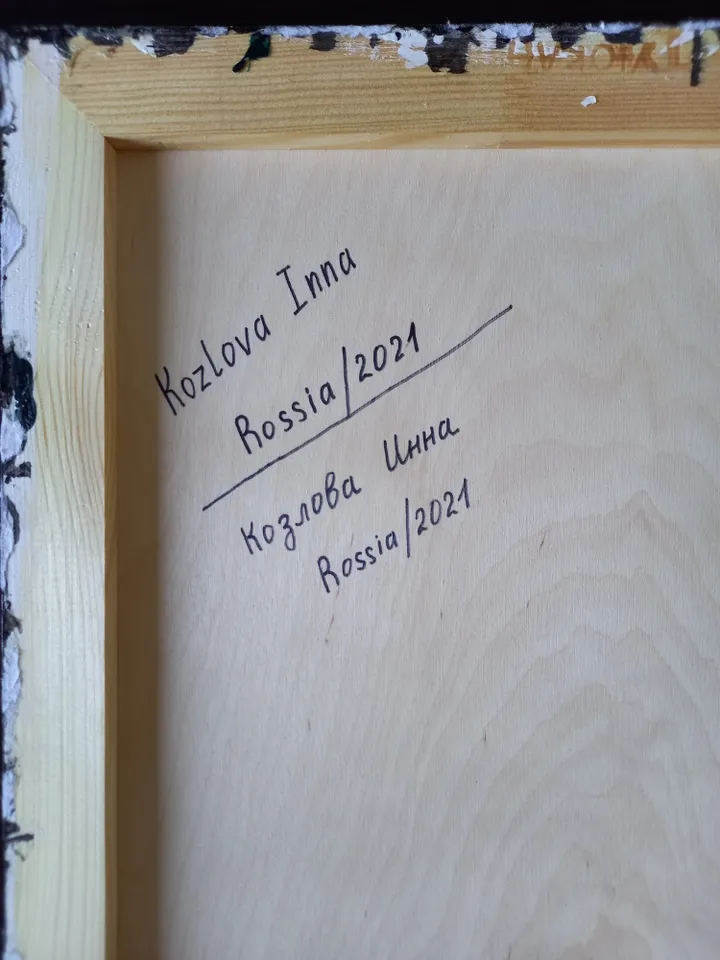 Kozlova Inna
Rossia/2021
Козлова Инна
Rossia/2021